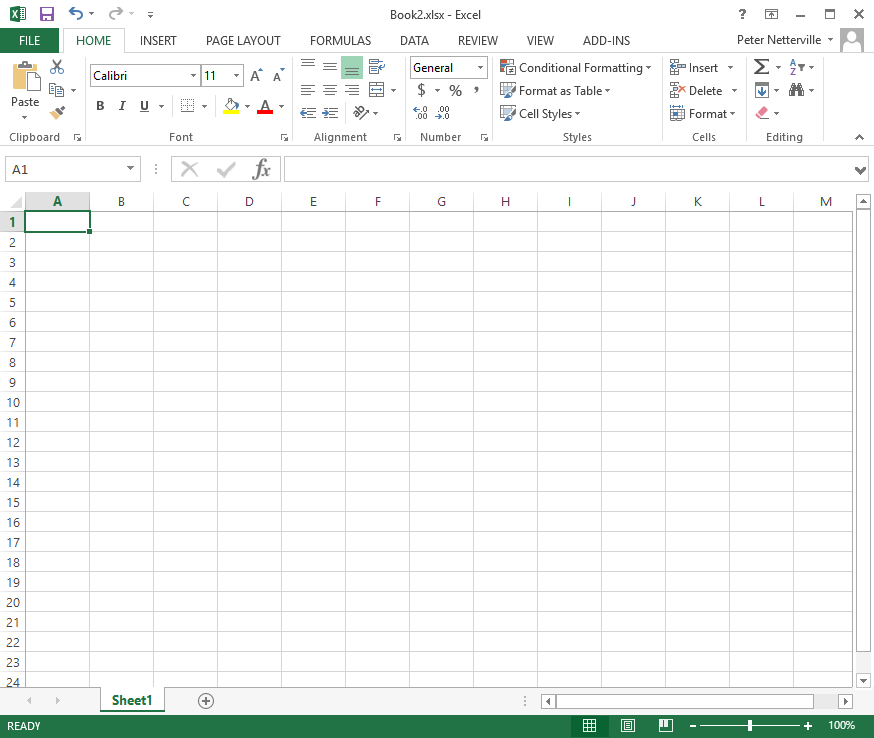 Book2.xlsx - Excel
?
FILE HOME INSERT PAGE LAYOUT FORMULAS DATA REVIEW VIEW ADD-INS Peter Netterville
Calibri 11 A A General Conditional Formatting Σ A Z Insert
Paste B I U A $ % , Format as Table Delete
.00 .0 Cell Styles Format
Clipboard Font Alignment Number Styles Cells Editing
A1 fx
A B C D E F G H I J K L M
1
2
3
4
5
6
7
8
9
10
11
12
13
14
15
16
17
18
19
20
21
22
23
24
Sheet1
READY 100%